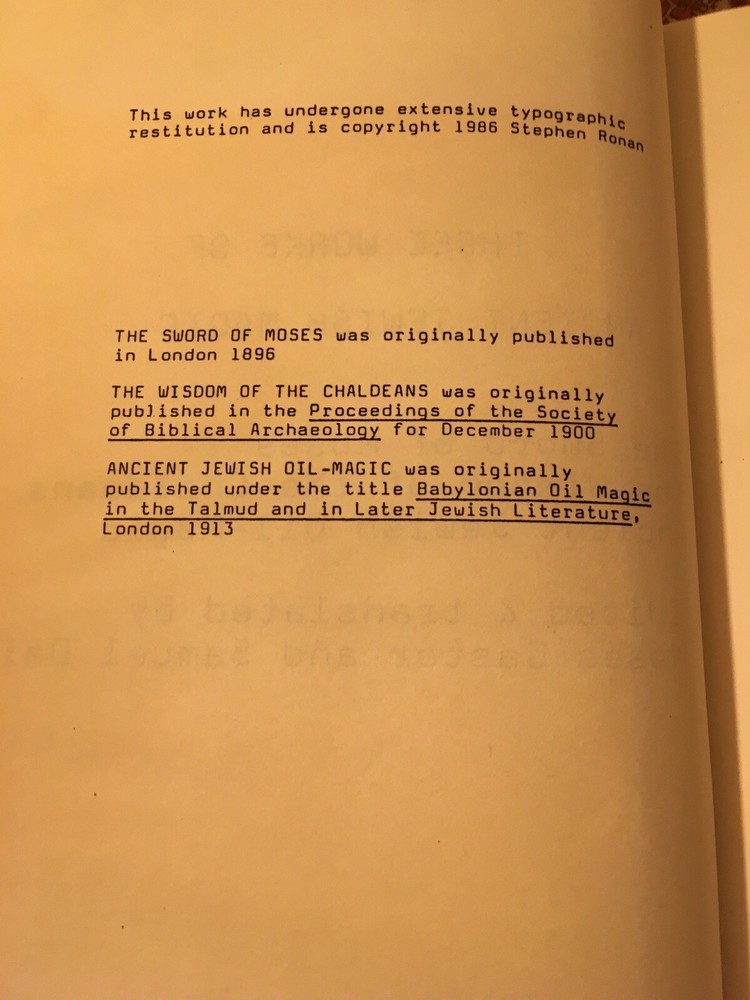 This work has undergone extensive typographic
restitution and is copyright 1986 Stephen Ronan
THE SWORD OF MOSES was originally published
in London 1896
THE WISDOM OF THE CHALDEANS was originally
published in the Proceedings of the Society
of Biblical Archaeology for December 1900
ANCIENT JEWISH OIL-MAGIC was originally
published under the title Babylonian Oil Magic
in the Talmud and in Later Jewish Literature,
London 1913